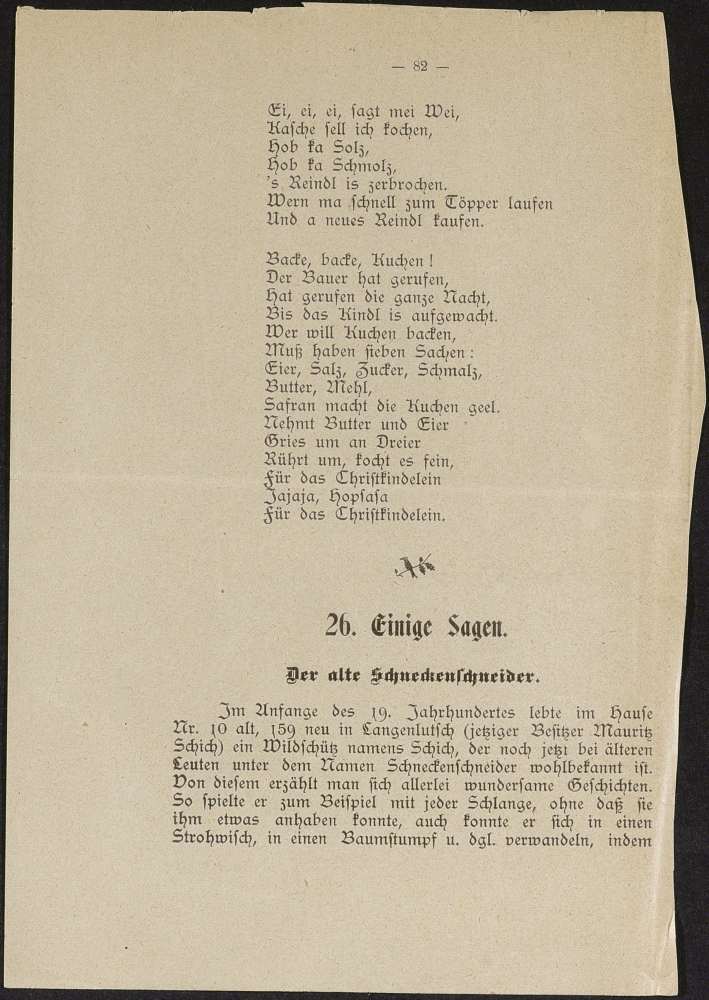 — 82 —
Ei, ei, ei, sagt mei Wei,
Kasche sell ich kochen,
Hob ka Solz,
Hob ka Schmolz,
's Reindl is zerbrochen.
Wern ma schnell zum Töpper laufen
Und a neues Reindl kaufen.
Backe, backe, Kuchen!
Der Bauer hat gerufen,
Hat gerufen die ganze Nacht,
Bis das Kindl is aufgewacht.
Wer will Kuchen backen,
Muß haben sieben Sachen:
Eier, Salz, Zucker, Schmalz,
Butter, Mehl,
Safran macht die Kuchen geel.
Nehmt Butter und Eier
Gries um an Dreier
Rührt um, kocht es fein,
Für das Christkindelein
Jajaja, Hopsasa
Für das Christkindelein.
26. Einige Sagen.
Der alte Schneckenschneider.
Im Anfange des 19. Jahrhundertes lebte im Hause
Nr. 10 alt, 159 neu in Langenlutsch (jetziger Besitzer Mauritz
Schich) ein Wildschütz namens Schich, der noch jetzt bei älteren
Leuten unter dem Namen Schneckenschneider wohlbekannt ist.
Von diesem erzählt man sich allerlei wundersame Geschichten.
So spielte er zum Beispiel mit jeder Schlange, ohne daß sie
ihm etwas anhaben konnte, auch konnte er sich in einen
Strohwisch, in einen Baumstumpf u. dgl. verwandeln, indem